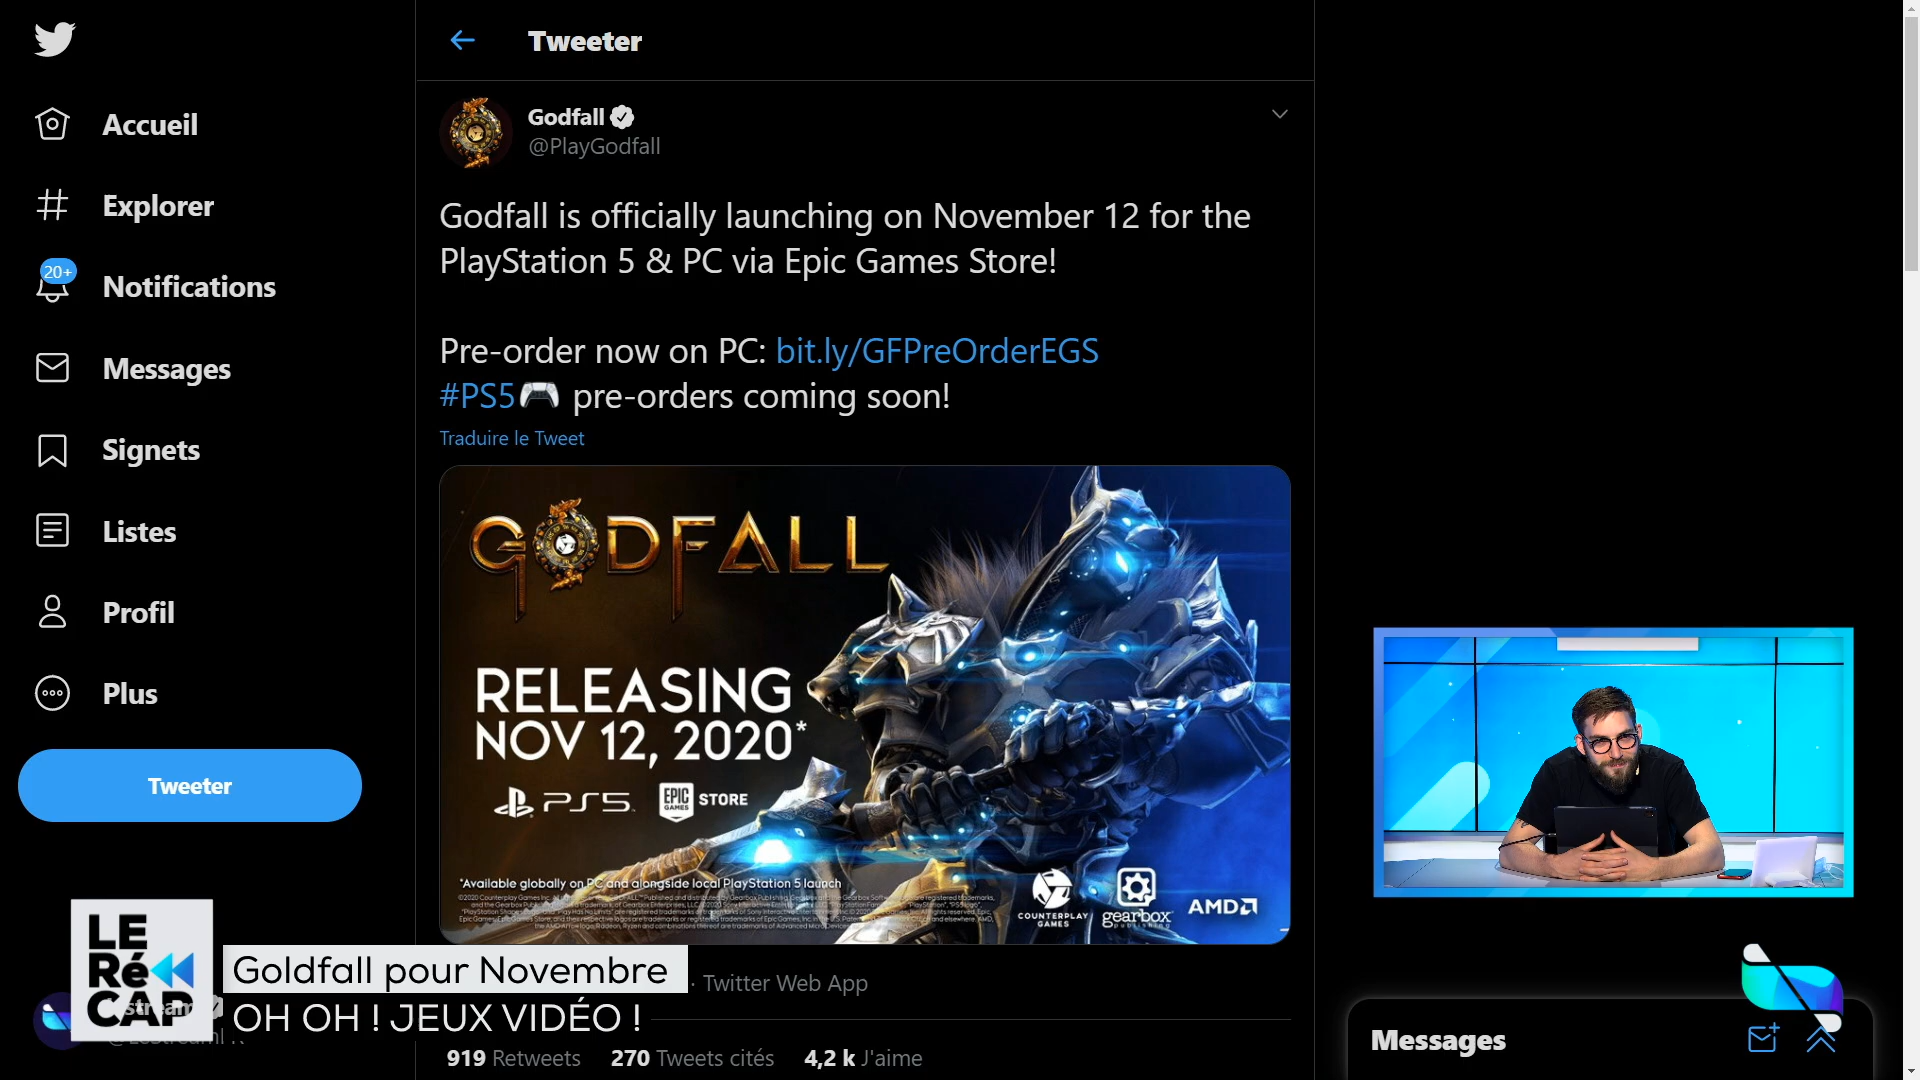 Tweeter
Accueil
Explorer
20+
Notifications
Messages
Signets
Listes
Profil
Plus
Tweeter
Godfall
@PlayGodfall
Godfall is officially launching on November 12 for the
PlayStation 5 & PC via Epic Games Store!
Pre-order now on PC: bit.ly/GFPreOrderEGS
#PS5🎮 pre-orders coming soon!
Traduire le Tweet
GODFALL
RELEASING
NOV 12, 2020*
PS5
EPIC GAMES STORE
*Available globally on PC and alongside local PlayStation 5 launch
COUNTERPLAY
GAMES
gearbox
publishing
AMD
LE
Ré
CAP
Goldfall pour Novembre
OH OH ! JEUX VIDÉO !
· Twitter Web App
919 Retweets 270 Tweets cités 4,2 k J'aime
Messages